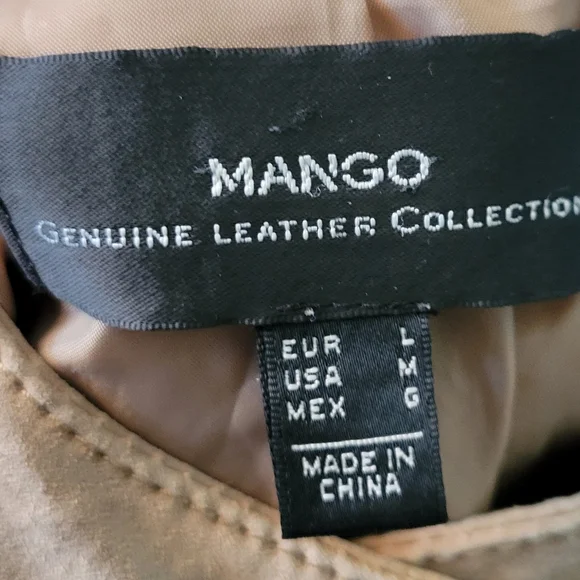 MANGO
GENUINE LEATHER COLLECTION
EUR L
USA M
MEX G
MADE IN
CHINA